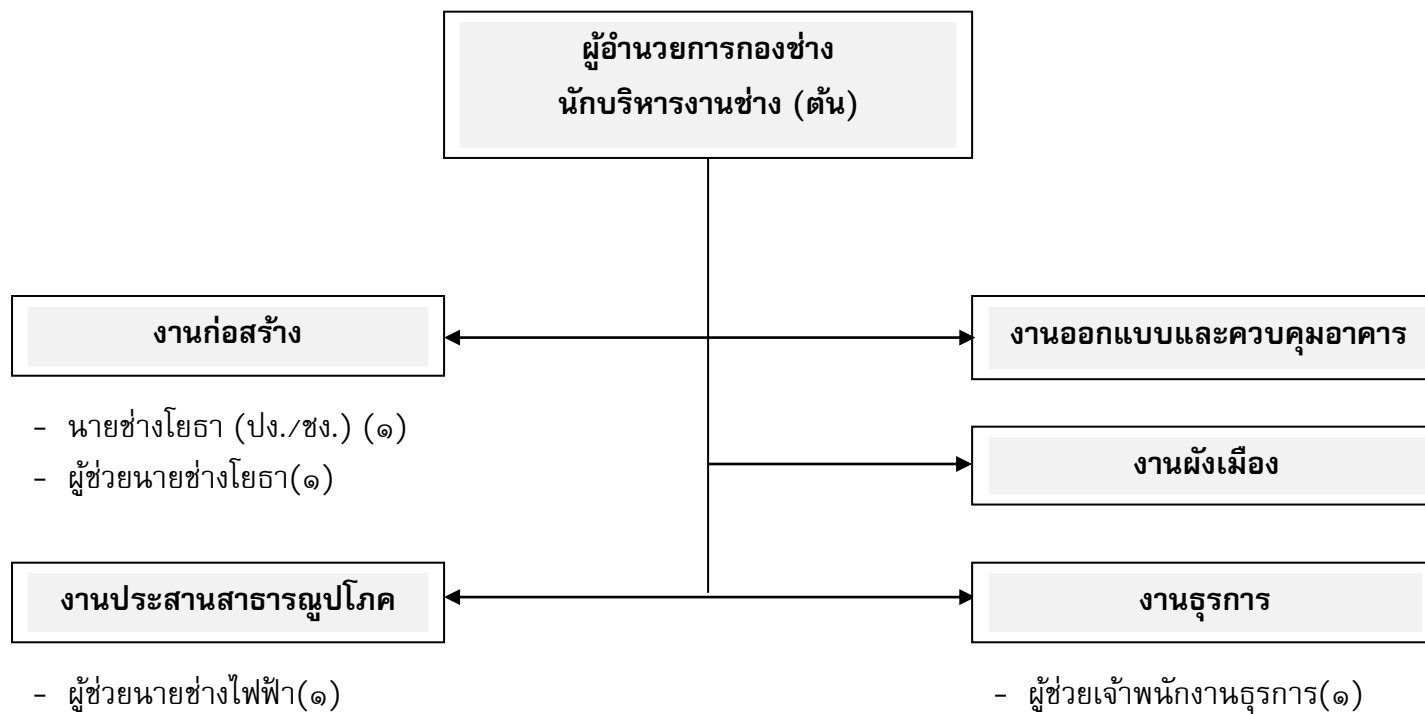 ผู้อำนวยการกองช่าง
นักบริหารงานช่าง (ต้น)
งานก่อสร้าง
- นายช่างโยธา (ปง./ชง.) (๑)
- ผู้ช่วยนายช่างโยธา(๑)
งานออกแบบและควบคุมอาคาร
งานผังเมือง
งานประสานสาธารณูปโภค
- ผู้ช่วยนายช่างไฟฟ้า(๑)
งานธุรการ
- ผู้ช่วยเจ้าพนักงานธุรการ(๑)